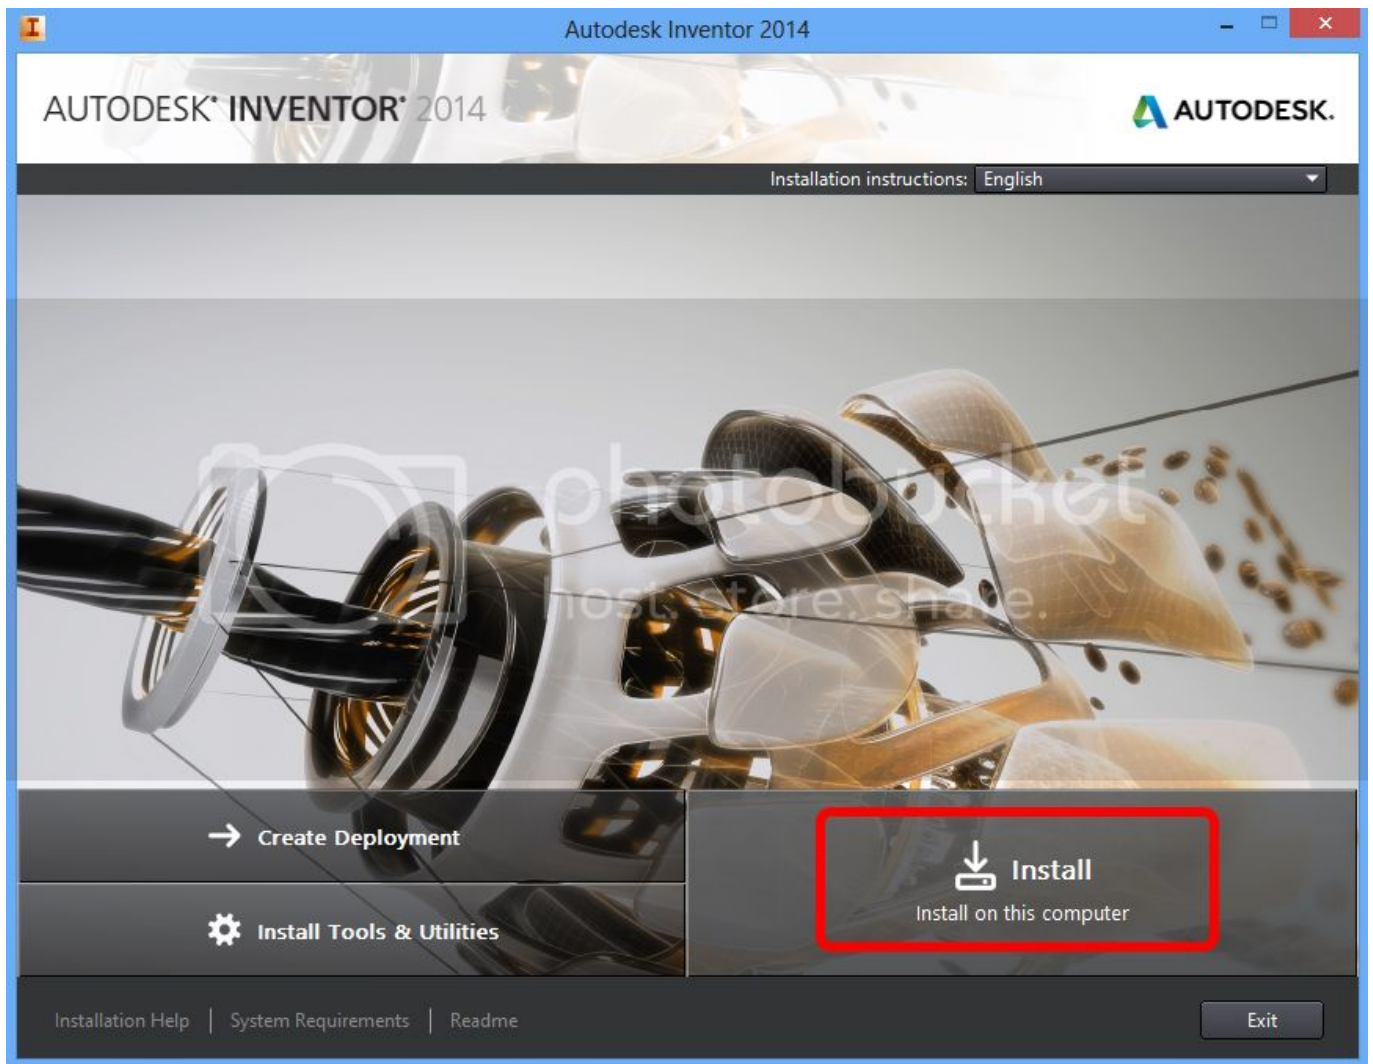 Autodesk Inventor 2014
AUTODESK® INVENTOR® 2014
AUTODESK.
Installation instructions: English
photobucket
host. store. share.
Create Deployment
Install
Install on this computer
Install Tools & Utilities
Installation Help | System Requirements | Readme
Exit